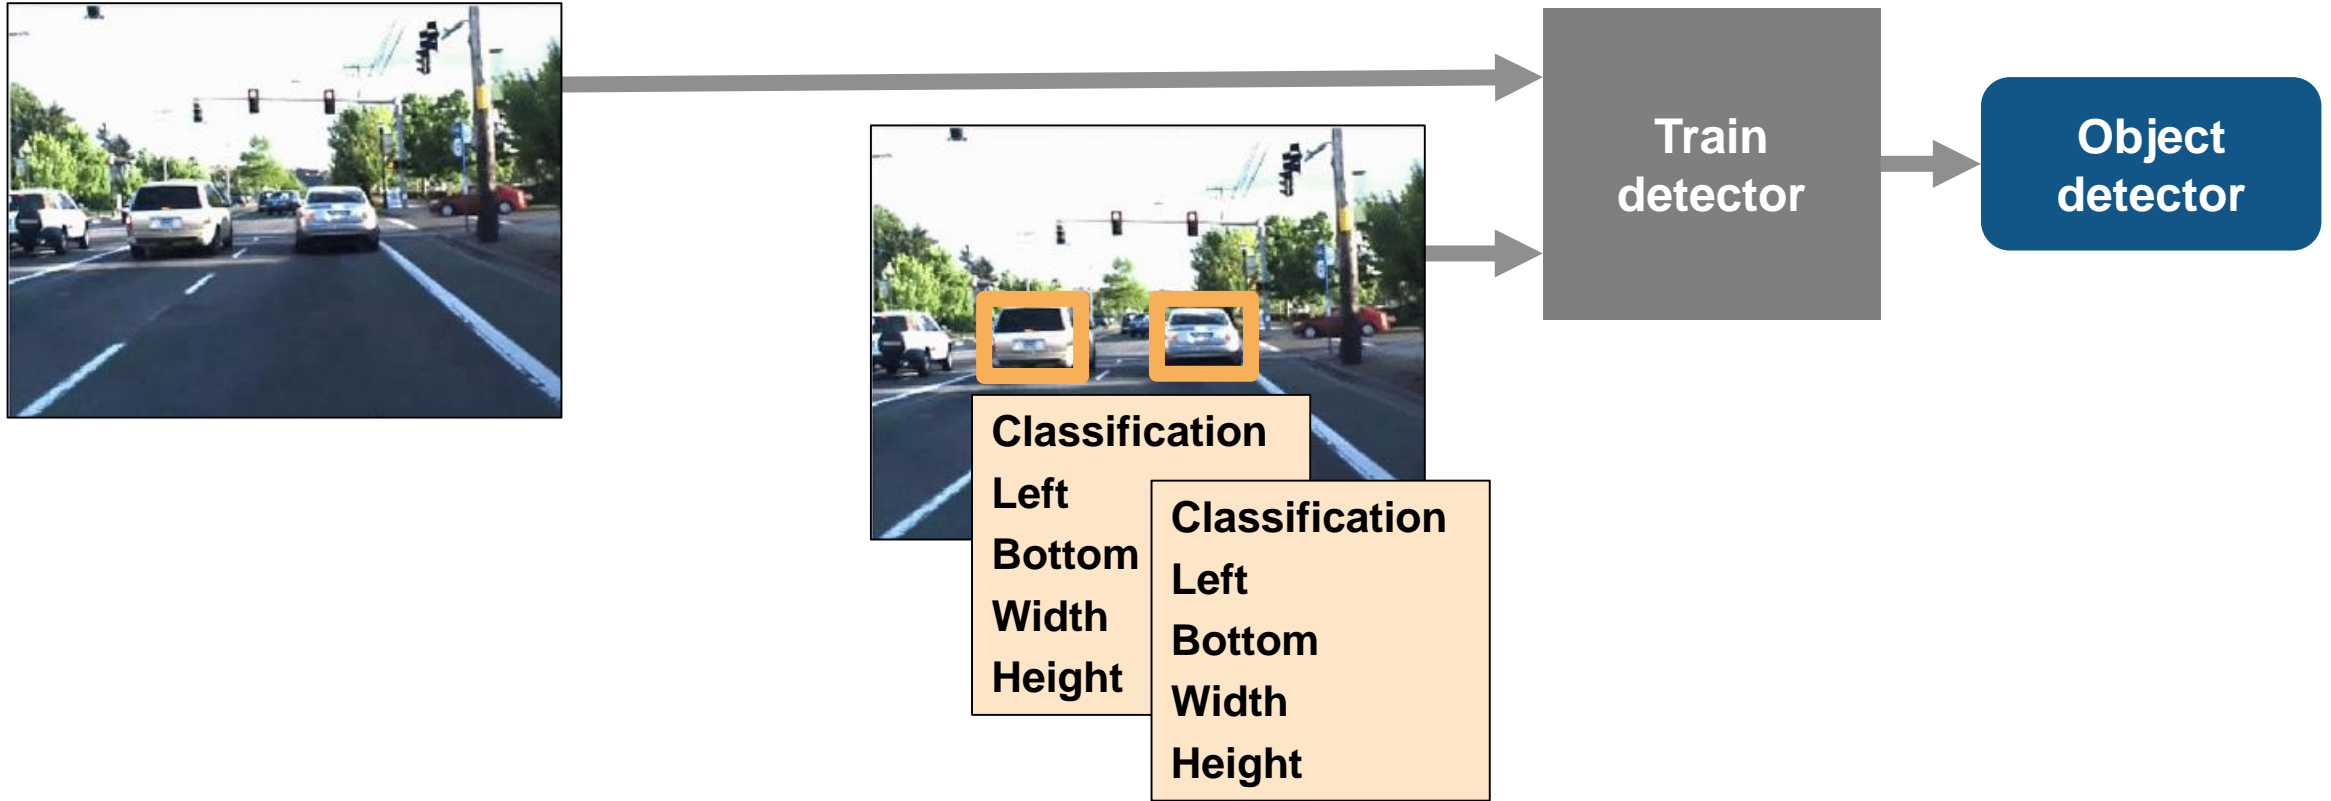 Train
detector
Object
detector
Classification
Left
Bottom
Width
Height
Classification
Left
Bottom
Width
Height